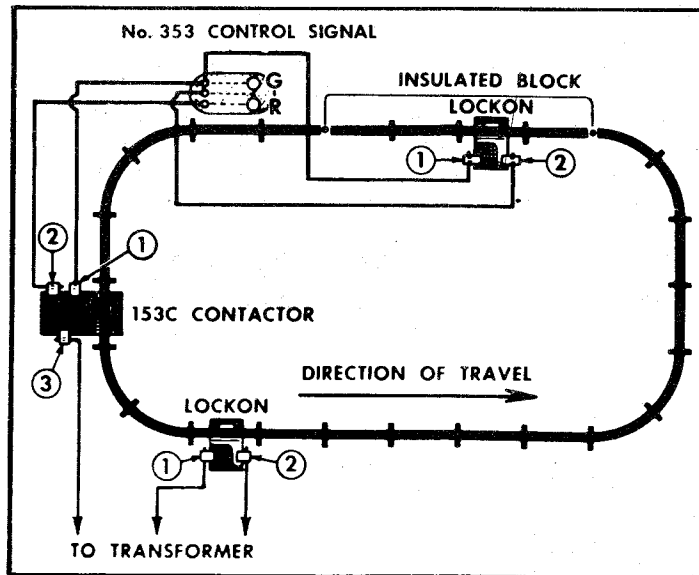 No. 353 CONTROL SIGNAL
G
R
INSULATED BLOCK
LOCKON
1
2
2
1
153C CONTACTOR
3
DIRECTION OF TRAVEL
LOCKON
1
2
TO TRANSFORMER